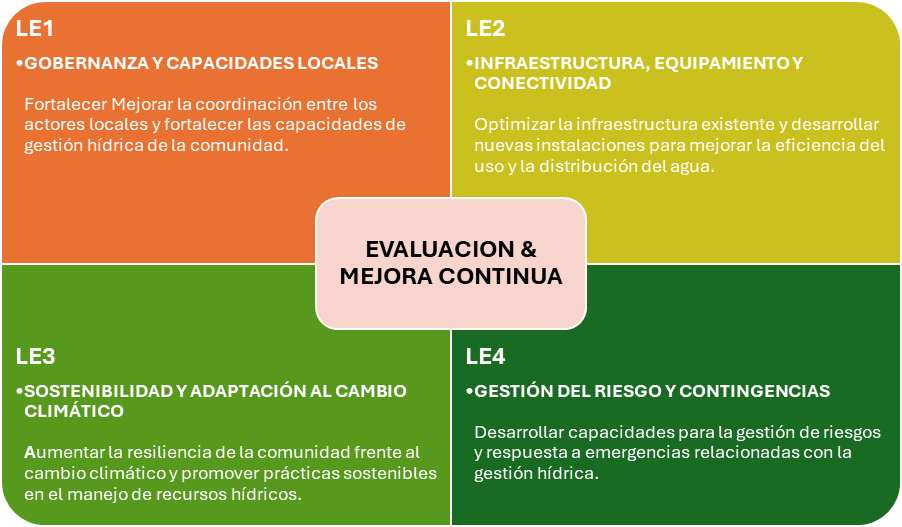 LE1
•GOBERNANZA Y CAPACIDADES LOCALES
Fortalecer Mejorar la coordinación entre los
actores locales y fortalecer las capacidades de
gestión hídrica de la comunidad.
LE2
•INFRAESTRUCTURA, EQUIPAMIENTO Y
CONECTIVIDAD
Optimizar la infraestructura existente y desarrollar
nuevas instalaciones para mejorar la eficiencia del
uso y la distribución del agua.
EVALUACION &
MEJORA CONTINUA
LE3
•SOSTENIBILIDAD Y ADAPTACIÓN AL CAMBIO
CLIMÁTICO
Aumentar la resiliencia de la comunidad frente al
cambio climático y promover prácticas sostenibles
en el manejo de recursos hídricos.
LE4
•GESTIÓN DEL RIESGO Y CONTINGENCIAS
Desarrollar capacidades para la gestión de riesgos
y respuesta a emergencias relacionadas con la
gestión hídrica.